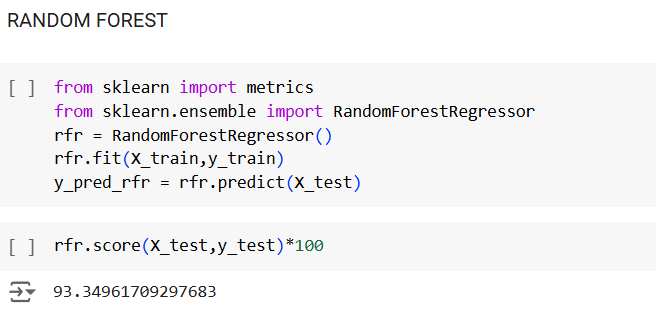 RANDOM FOREST
[ ] from sklearn import metrics
from sklearn.ensemble import RandomForestRegressor
rfr = RandomForestRegressor()
rfr.fit(X_train,y_train)
y_pred_rfr = rfr.predict(X_test)
[ ] rfr.score(X_test,y_test)*100
93.34961709297683